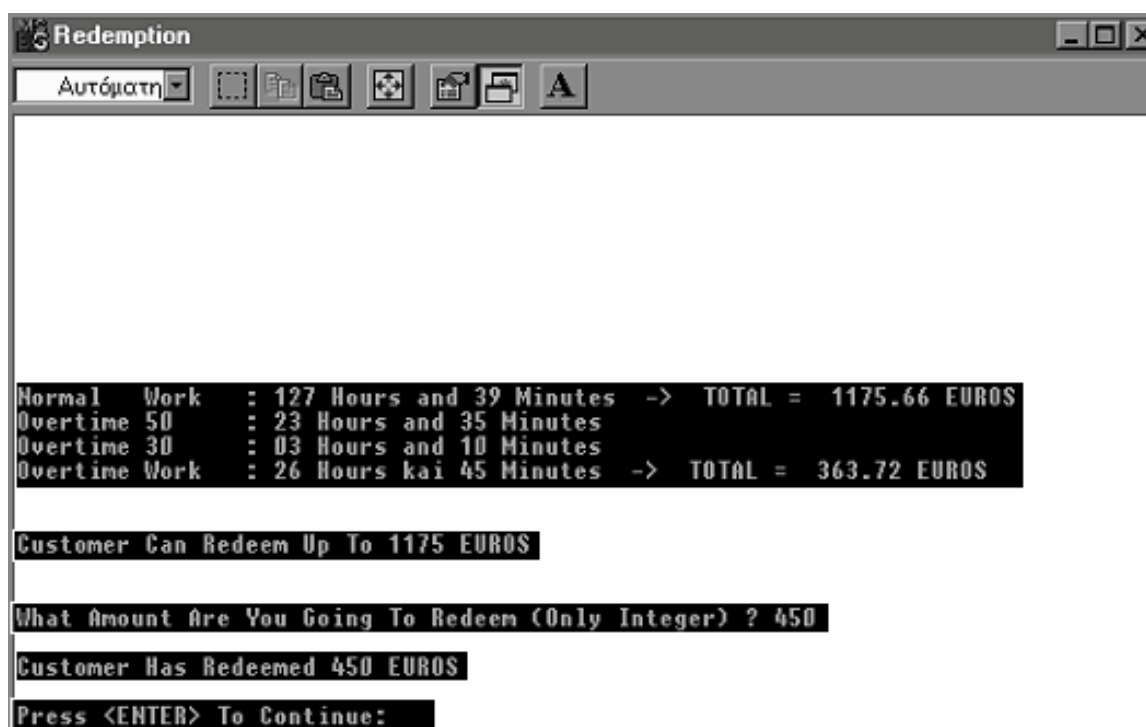 Redemption
Αυτόματη
A
Normal Work : 127 Hours and 39 Minutes -> TOTAL = 1175.66 EUROS
Overtime 50 : 23 Hours and 35 Minutes
Overtime 30 : 03 Hours and 10 Minutes
Overtime Work : 26 Hours kai 45 Minutes -> TOTAL = 363.72 EUROS
Customer Can Redeem Up To 1175 EUROS
What Amount Are You Going To Redeem (Only Integer) ? 450
Customer Has Redeemed 450 EUROS
Press <ENTER> To Continue: